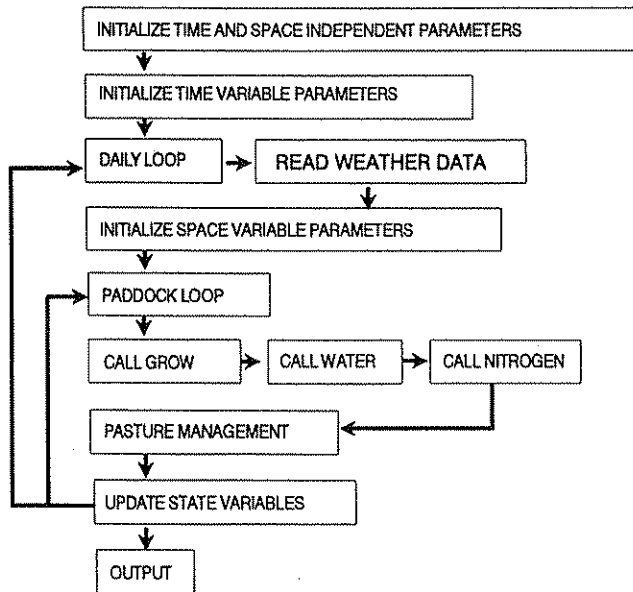 INITIALIZE TIME AND SPACE INDEPENDENT PARAMETERS
INITIALIZE TIME VARIABLE PARAMETERS
DAILY LOOP
READ WEATHER DATA
INITIALIZE SPACE VARIABLE PARAMETERS
PADDOCK LOOP
CALL GROW
CALL WATER
CALL NITROGEN
PASTURE MANAGEMENT
UPDATE STATE VARIABLES
OUTPUT